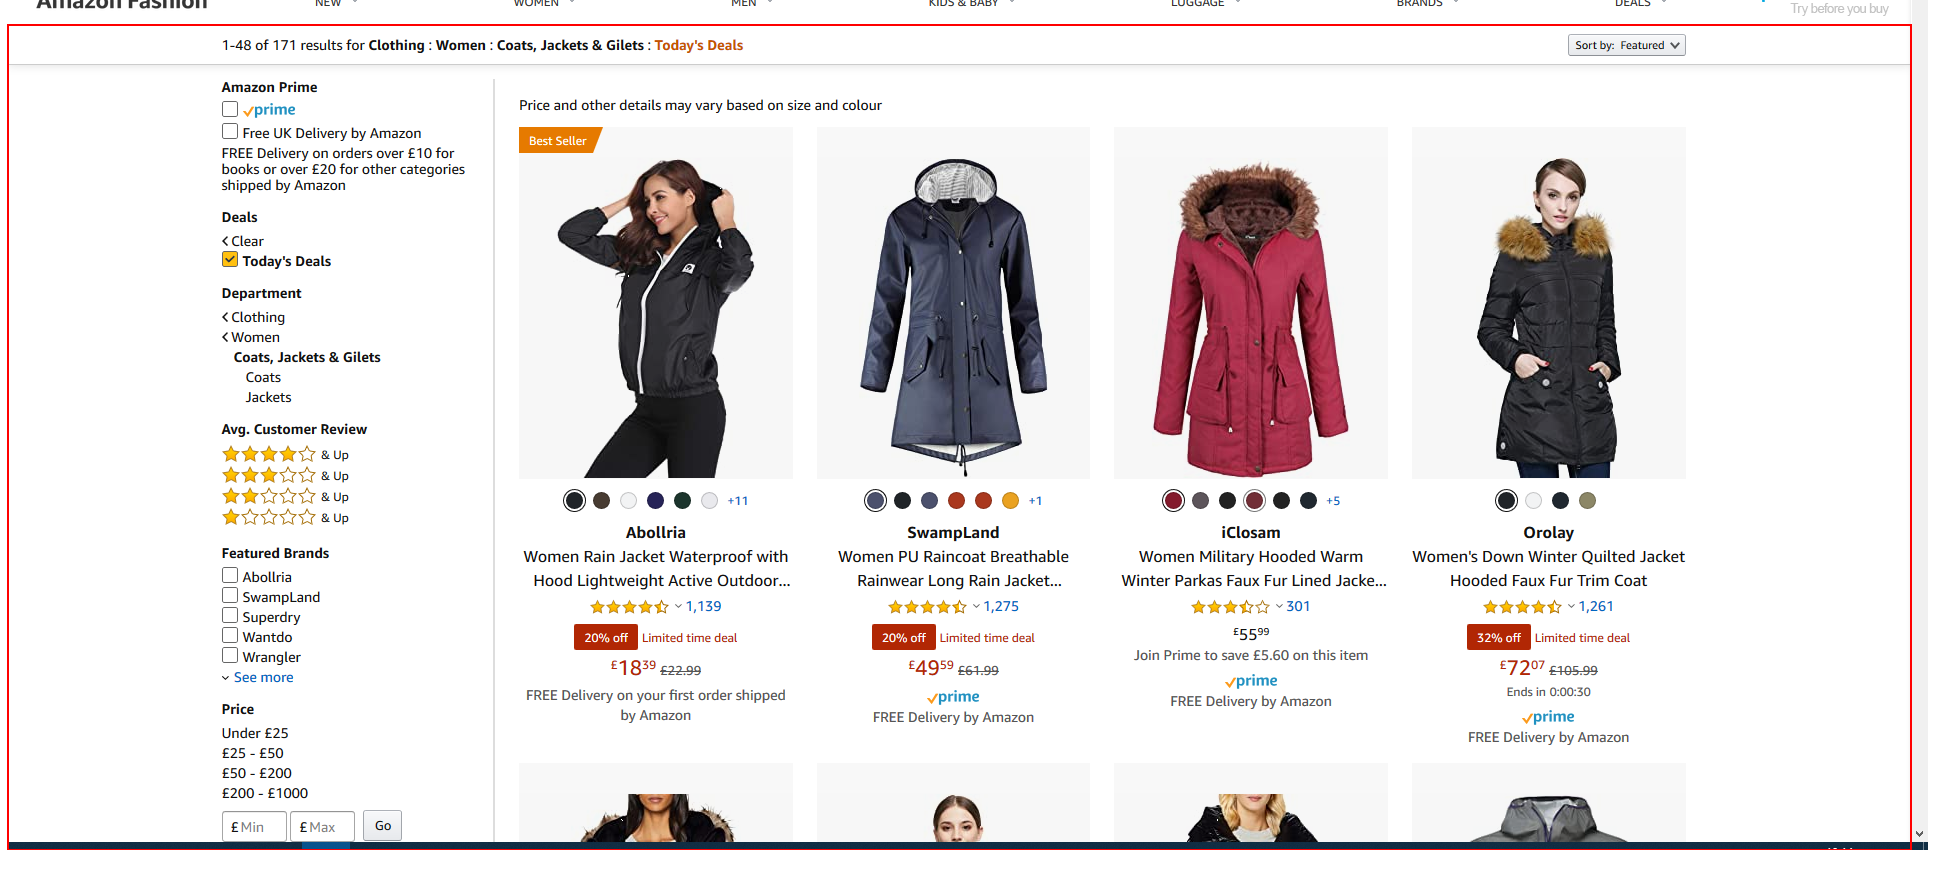 Amazon Fashion
NEW
WOMEN
MEN
KIDS & BABY
LUGGAGE
BRANDS
DEALS
Try before you buy
1-48 of 171 results for Clothing : Women : Coats, Jackets & Gilets : Today's Deals
Sort by: Featured
Amazon Prime
prime
Free UK Delivery by Amazon
FREE Delivery on orders over £10 for
books or over £20 for other categories
shipped by Amazon
Deals
Clear
Today's Deals
Department
Clothing
Women
Coats, Jackets & Gilets
Coats
Jackets
Avg. Customer Review
& Up
& Up
& Up
& Up
Featured Brands
Abollria
SwampLand
Superdry
Wantdo
Wrangler
See more
Price
Under £25
£25 - £50
£50 - £200
£200 - £1000
£ Min
£ Max
Go
Price and other details may vary based on size and colour
Best Seller
+11
Abollria
Women Rain Jacket Waterproof with
Hood Lightweight Active Outdoor...
1,139
20% off Limited time deal
£1839 £22.99
FREE Delivery on your first order shipped
by Amazon
+1
SwampLand
Women PU Raincoat Breathable
Rainwear Long Rain Jacket...
1,275
20% off Limited time deal
£4959 £61.99
prime
FREE Delivery by Amazon
+5
iClosam
Women Military Hooded Warm
Winter Parkas Faux Fur Lined Jacke...
301
£5599
Join Prime to save £5.60 on this item
prime
FREE Delivery by Amazon
Orolay
Women's Down Winter Quilted Jacket
Hooded Faux Fur Trim Coat
1,261
32% off Limited time deal
£7207 £105.99
Ends in 0:00:30
prime
FREE Delivery by Amazon